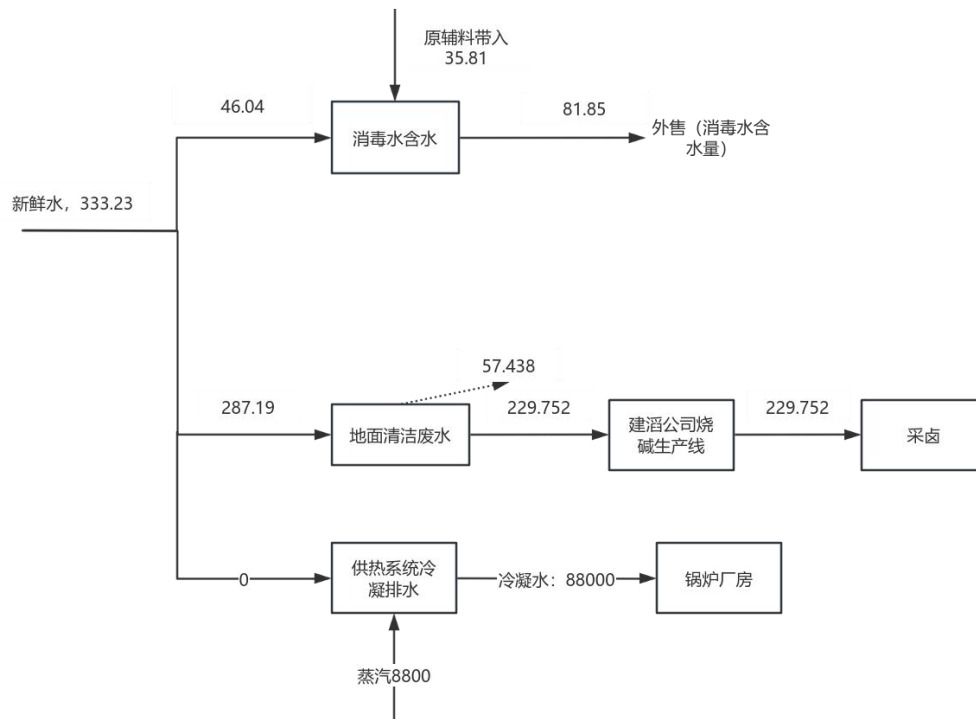 原辅料带入
35.81
46.04
消毒水含水
81.85
外售（消毒水含
水量）
新鲜水，333.23
57.438
287.19
地面清洁废水
229.752
建滔公司烧
碱生产线
229.752
采卤
0
供热系统冷
凝排水
冷凝水：88000
锅炉厂房
蒸汽8800